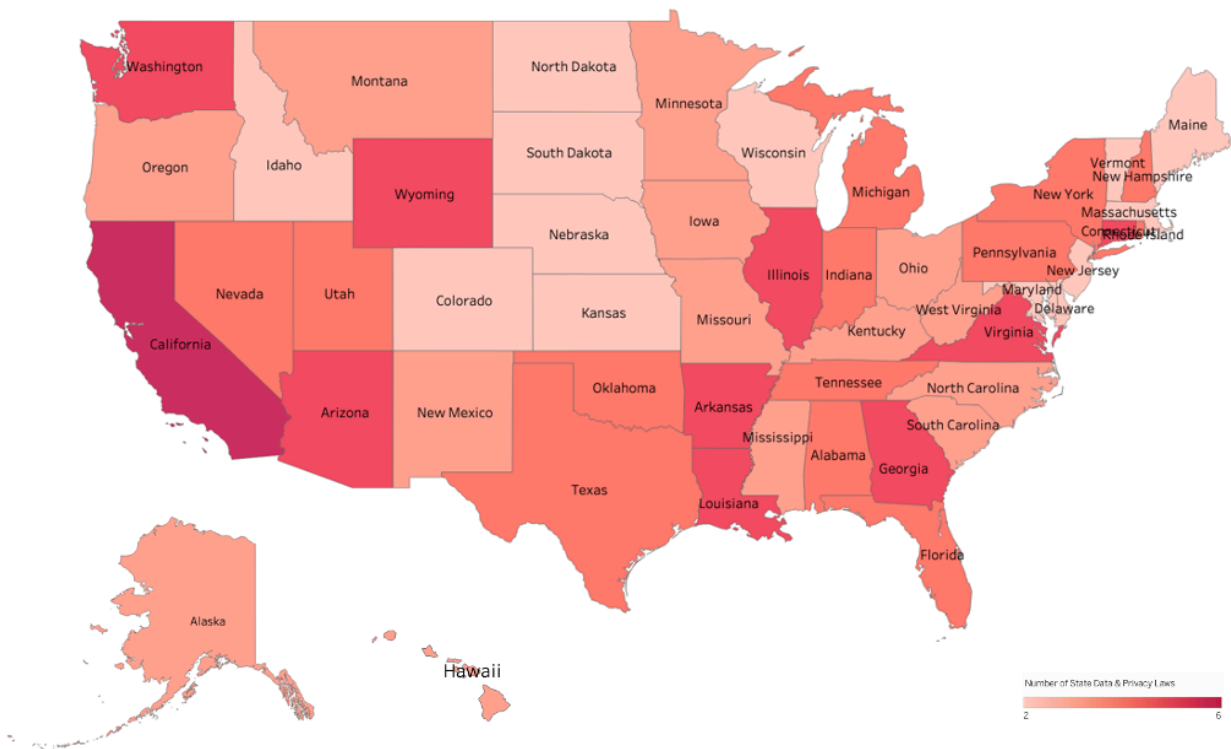 Washington
Montana
North Dakota
Minnesota
Maine
Oregon
Idaho
South Dakota
Wisconsin
Vermont
New Hampshire
Wyoming
Michigan
New York
Massachusetts
Connecticut
Rhode Island
Iowa
Nebraska
Pennsylvania
Illinois
Indiana
Ohio
New Jersey
Nevada
Utah
Colorado
Maryland
Delaware
Kansas
West Virginia
Missouri
Kentucky
Virginia
California
Tennessee
North Carolina
Oklahoma
Arizona
New Mexico
Arkansas
South Carolina
Mississippi
Alabama
Georgia
Texas
Louisiana
Florida
Alaska
Hawaii
Number of State Data & Privacy Laws
2 6